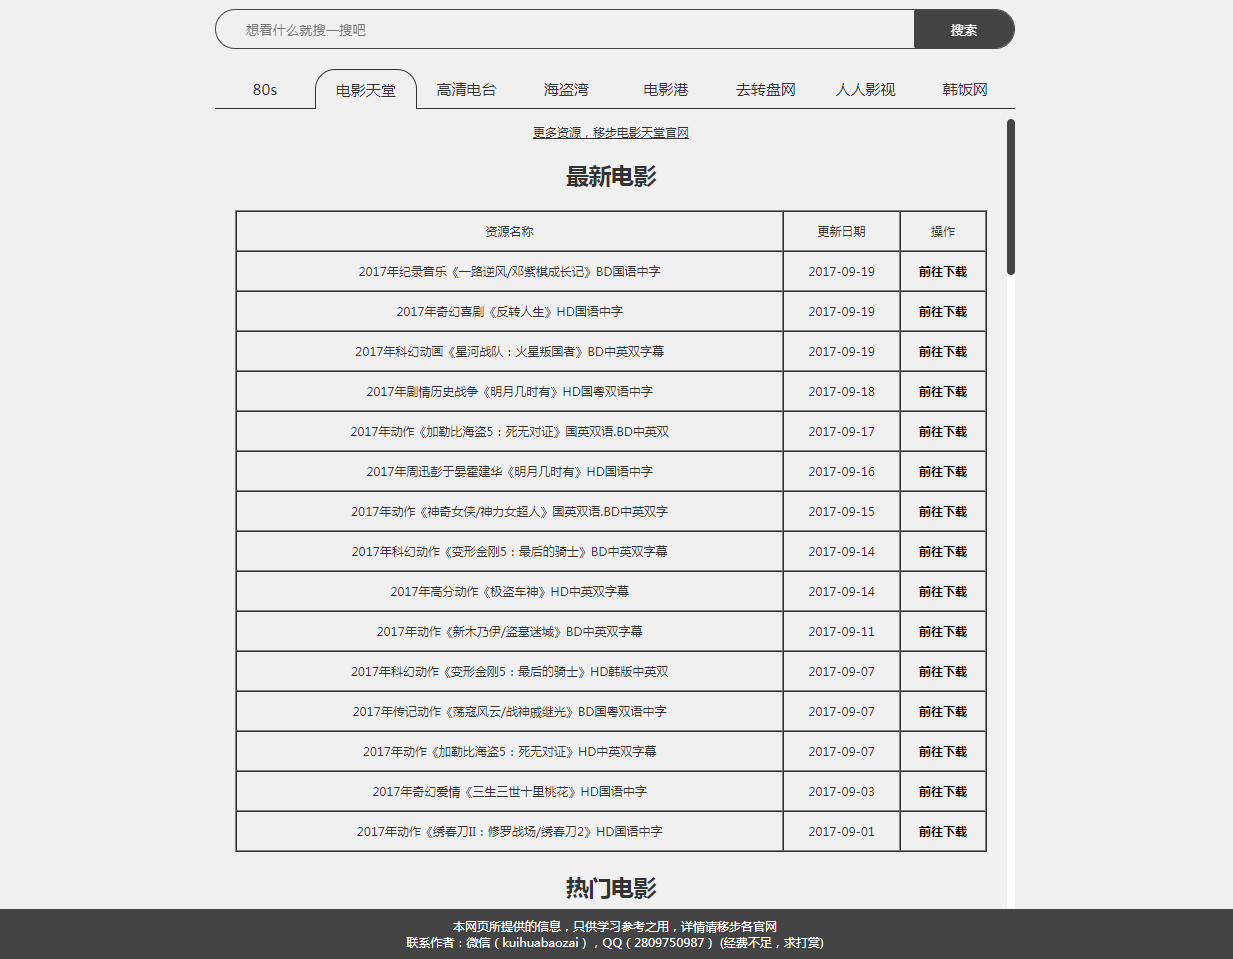 想看什么就搜一搜吧 搜索
80s 电影天堂 高清电台 海盗湾 电影港 去转盘网 人人影视 韩饭网
更多资源，移步电影天堂官网
最新电影
资源名称 更新日期 操作
2017年纪录音乐《一路逆风/邓紫棋成长记》BD国语中字 2017-09-19 前往下载
2017年奇幻喜剧《反转人生》HD国语中字 2017-09-19 前往下载
2017年科幻动画《星河战队：火星叛国者》BD中英双字幕 2017-09-19 前往下载
2017年剧情历史战争《明月几时有》HD国粤双语中字 2017-09-18 前往下载
2017年动作《加勒比海盗5：死无对证》国英双语.BD中英双 2017-09-17 前往下载
2017年周迅彭于晏霍建华《明月几时有》HD国语中字 2017-09-16 前往下载
2017年动作《神奇女侠/神力女超人》国英双语.BD中英双字 2017-09-15 前往下载
2017年科幻动作《变形金刚5：最后的骑士》BD中英双字幕 2017-09-14 前往下载
2017年高分动作《极盗车神》HD中英双字幕 2017-09-14 前往下载
2017年动作《新木乃伊/盗墓迷城》BD中英双字幕 2017-09-11 前往下载
2017年科幻动作《变形金刚5：最后的骑士》HD韩版中英双 2017-09-07 前往下载
2017年传记动作《荡寇风云/战神戚继光》BD国粤双语中字 2017-09-07 前往下载
2017年动作《加勒比海盗5：死无对证》HD中英双字幕 2017-09-07 前往下载
2017年奇幻爱情《三生三世十里桃花》HD国语中字 2017-09-03 前往下载
2017年动作《绣春刀II：修罗战场/绣春刀2》HD国语中字 2017-09-01 前往下载
热门电影
本网页所提供的信息，只供学习参考之用，详情请移步各官网
联系作者：微信（kuihuabaozai），QQ（2809750987）(经费不足，求打赏)